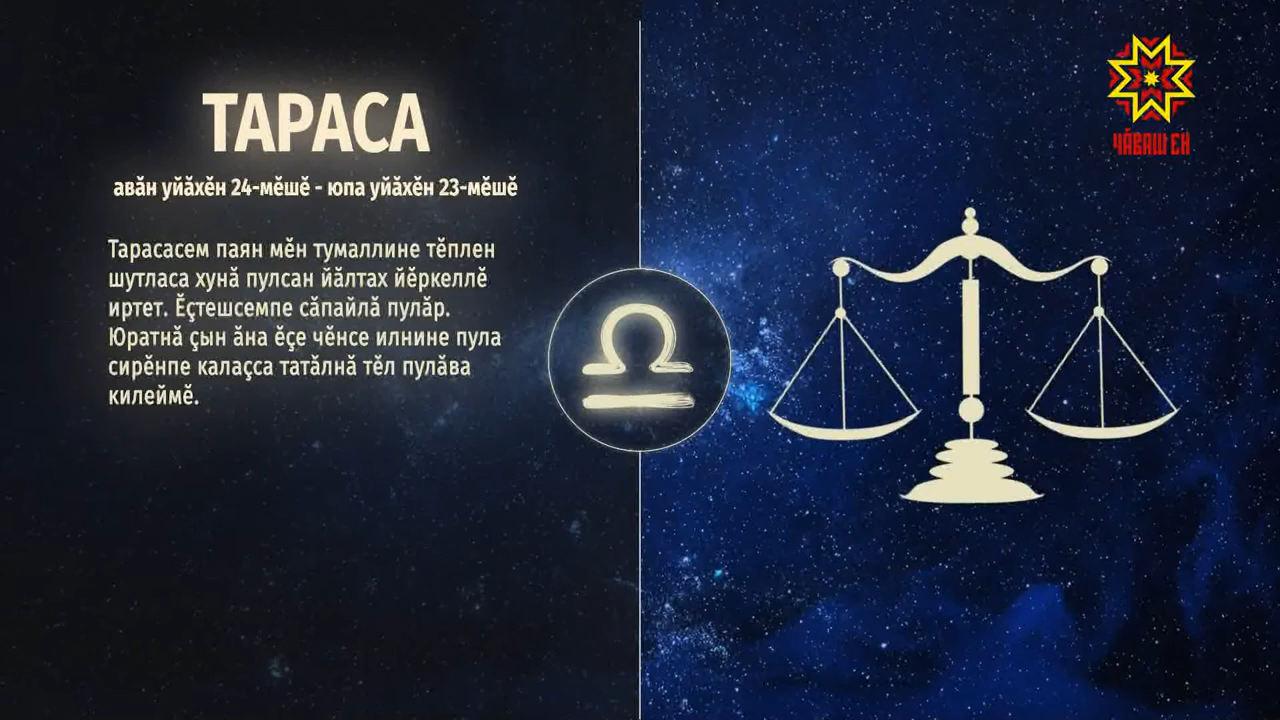 ТАРАСА
авӑн уйӑхӗн 24-мӗшӗ - юпа уйӑхӗн 23-мӗшӗ
Тарасасем паян мӗн тумаллине тӗплен
шутласа хунӑ пулсан йӑлтах йӗркеллӗ
иртет. Ӗҫтешсемпе сӑпайлӑ пулӑр.
Юратнӑ ҫын ӑна ӗҫе чӗнсе илнине пула
сирӗнпе калаҫса татӑлнӑ тӗл пулӑва
килеймӗ.
ЧӐВАШ ЕН